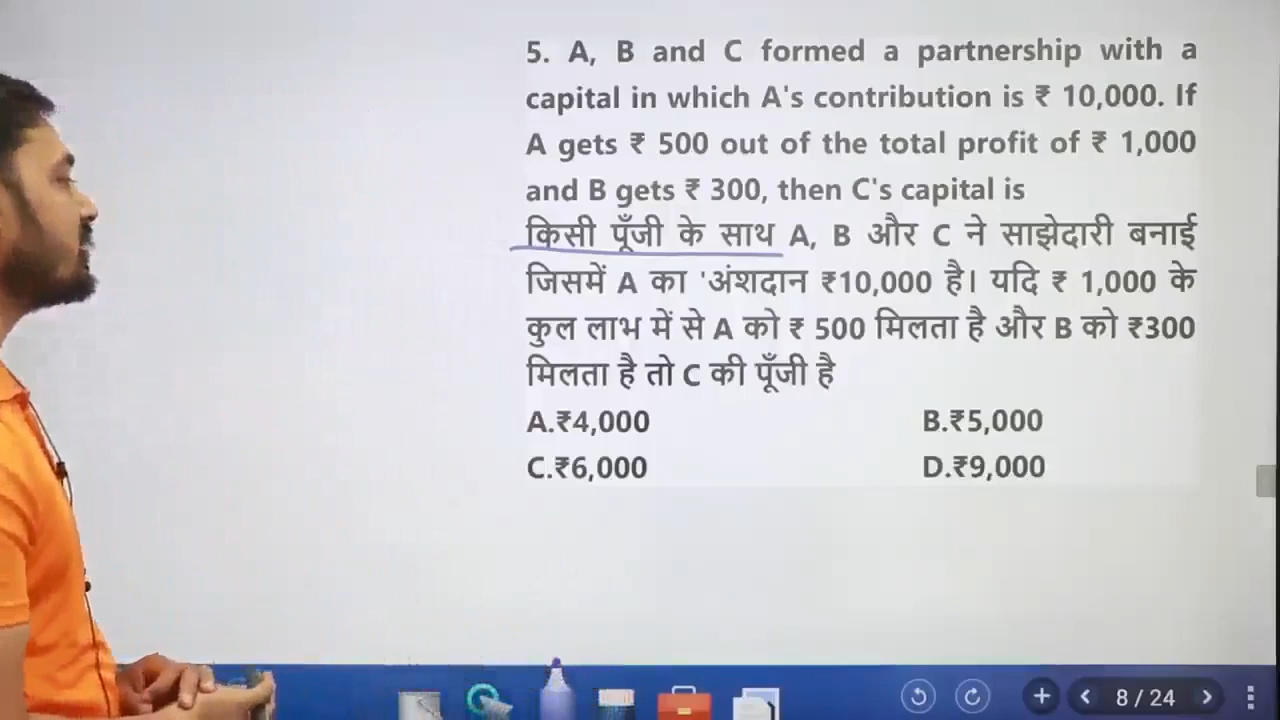 5. A, B and C formed a partnership with a
capital in which A's contribution is ₹ 10,000. If
A gets ₹ 500 out of the total profit of ₹ 1,000
and B gets ₹ 300, then C's capital is
किसी पूँजी के साथ A, B और C ने साझेदारी बनाई
जिसमें A का 'अंशदान ₹10,000 है। यदि ₹ 1,000 के
कुल लाभ में से A को ₹ 500 मिलता है और B को ₹300
मिलता है तो C की पूँजी है
A.₹4,000 B.₹5,000
C.₹6,000 D.₹9,000
8 / 24